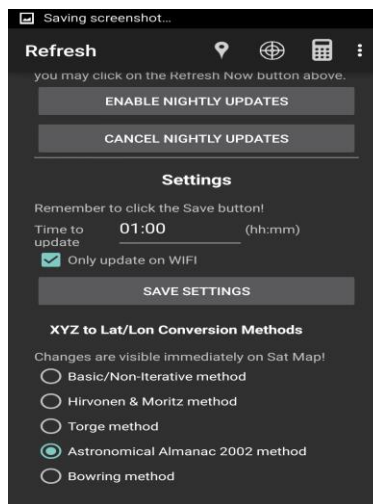 Saving screenshot...
Refresh
you may click on the Refresh Now button above.
ENABLE NIGHTLY UPDATES
CANCEL NIGHTLY UPDATES
Settings
Remember to click the Save button!
Time to update 01:00 (hh:mm)
Only update on WIFI
SAVE SETTINGS
XYZ to Lat/Lon Conversion Methods
Changes are visible immediately on Sat Map!
Basic/Non-Iterative method
Hirvonen & Moritz method
Torge method
Astronomical Almanac 2002 method
Bowring method